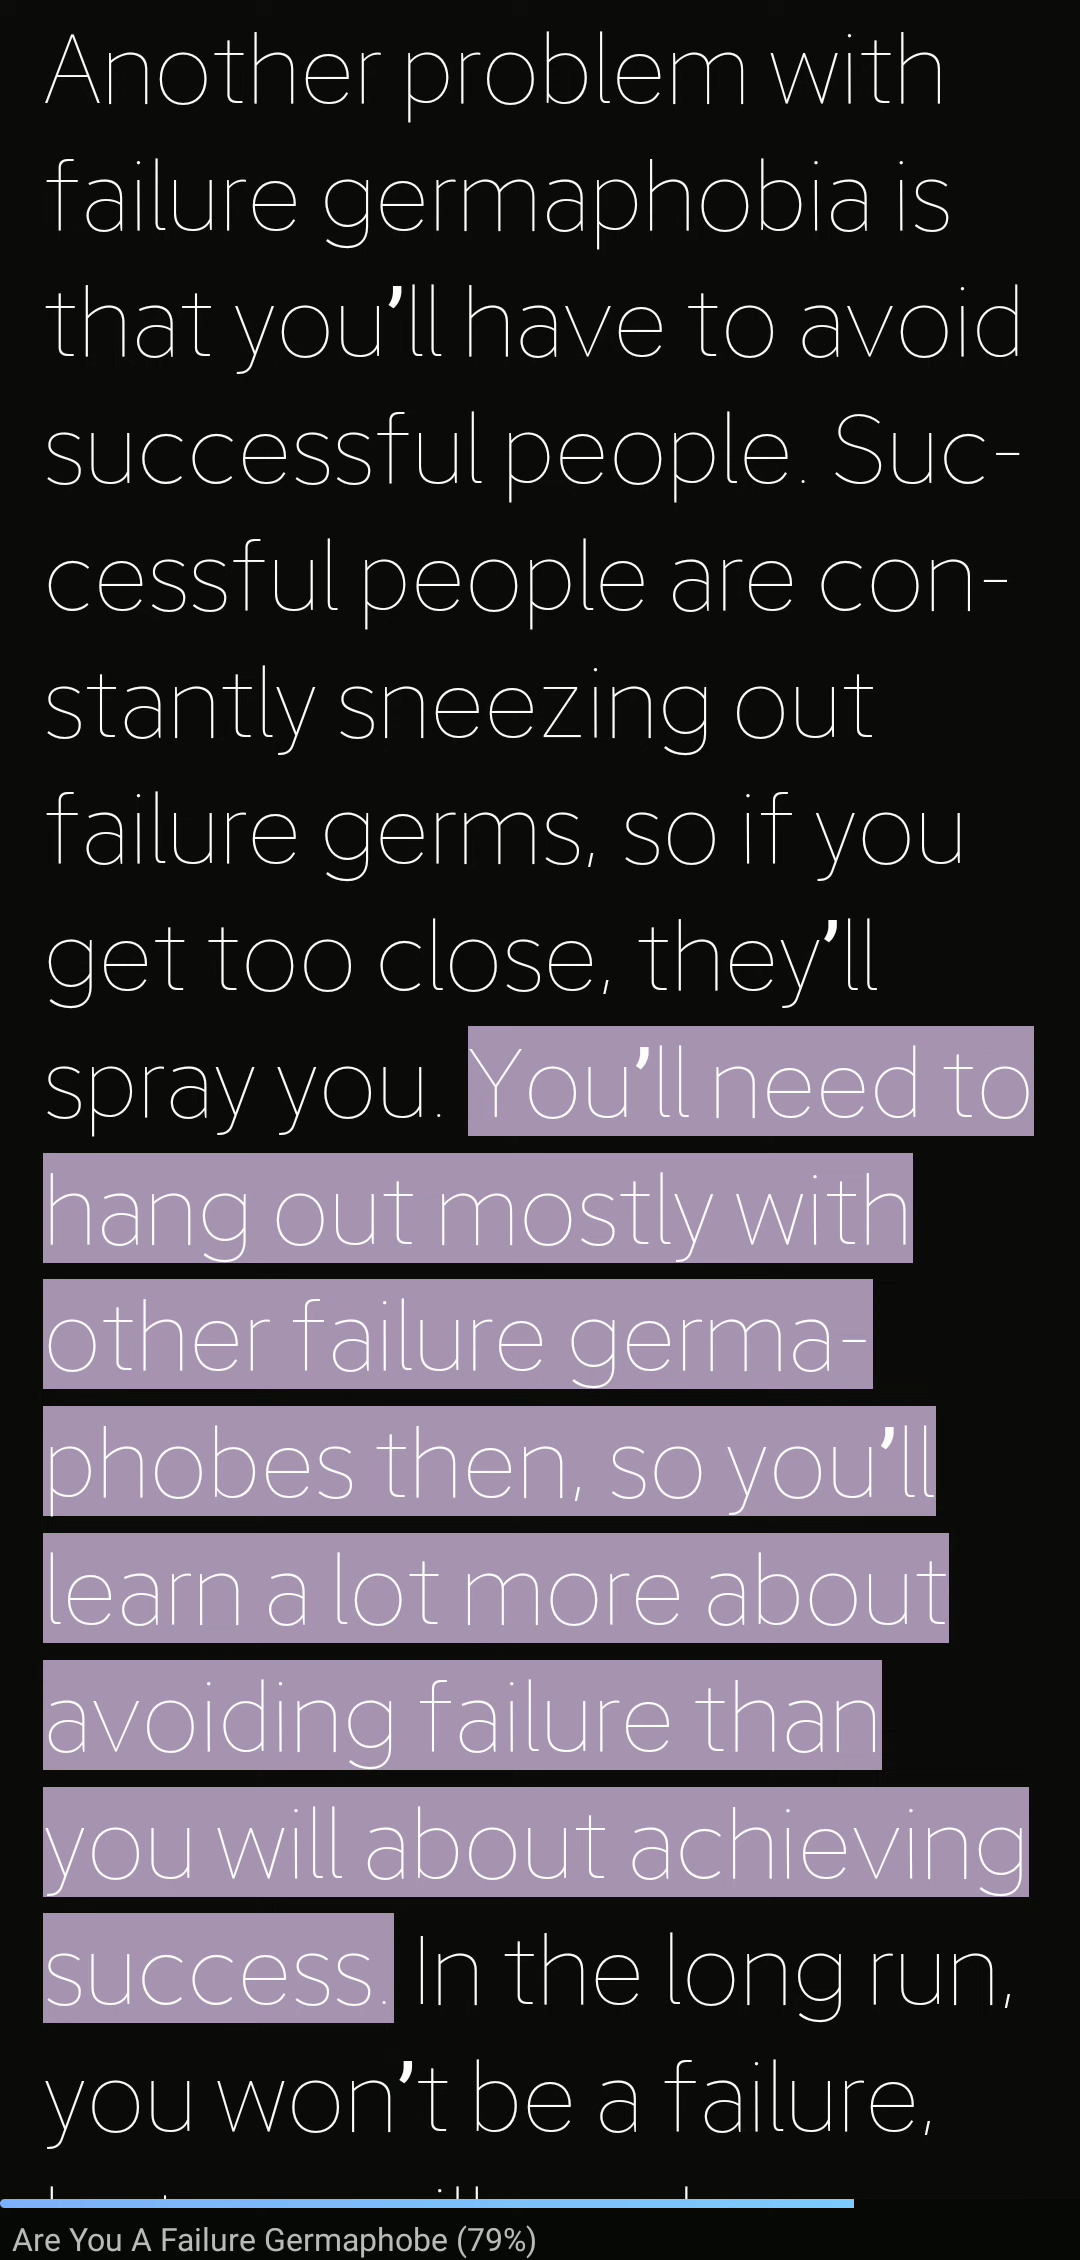 Another problem with
failure germaphobia is
that you’ll have to avoid
successful people. Suc-
cessful people are con-
stantly sneezing out
failure germs, so if you
get too close, they’ll
spray you. You’ll need to
hang out mostly with
other failure germa-
phobes then, so you’ll
learn a lot more about
avoiding failure than
you will about achieving
success. In the long run,
you won’t be a failure,
Are You A Failure Germaphobe (79%)